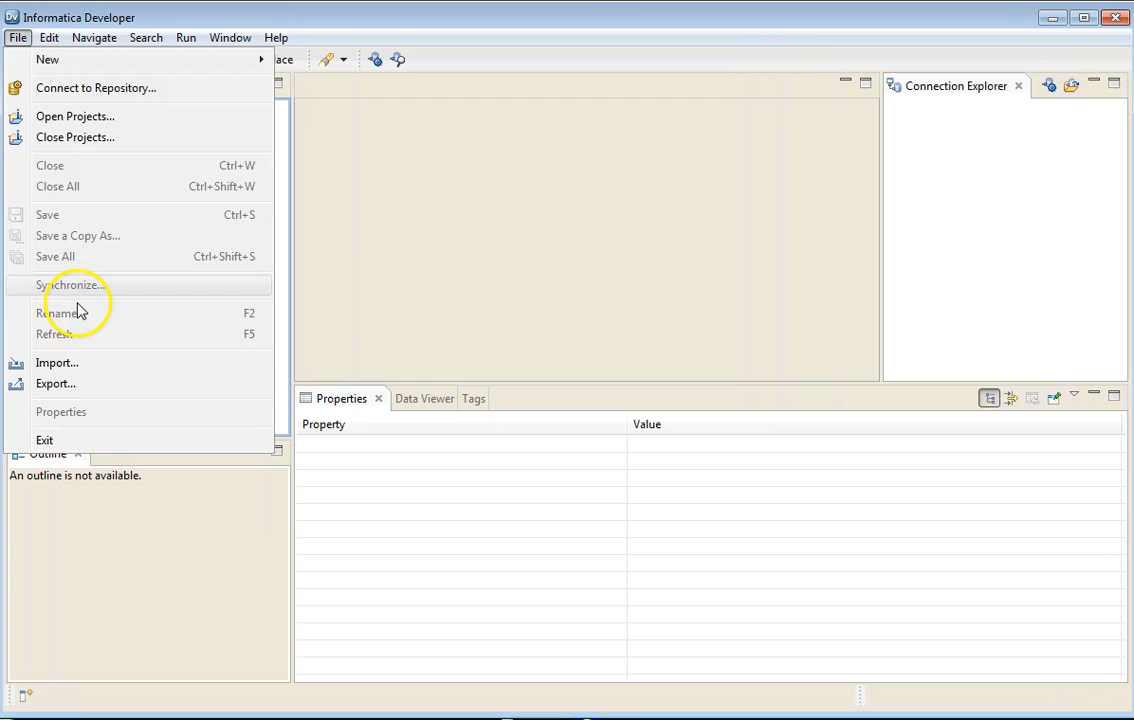 Dv Informatica Developer
File Edit Navigate Search Run Window Help
New
ace
Connect to Repository...
Connection Explorer
Open Projects...
Close Projects...
Close Ctrl+W
Close All Ctrl+Shift+W
Save Ctrl+S
Save a Copy As...
Save All Ctrl+Shift+S
Synchronize...
Rename F2
Refresh F5
Import...
Export...
Properties
Exit
Properties Data Viewer Tags
Property Value
Outline
An outline is not available.